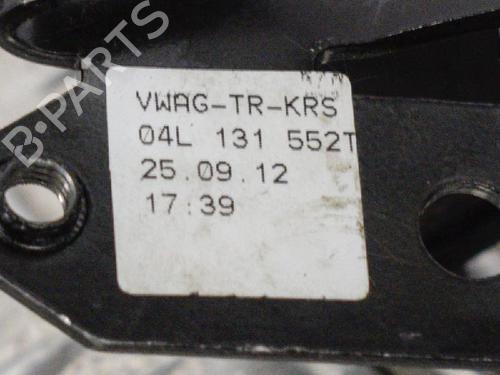 B-PARTS
VWAG-TR-KRS
04L 131 552T
25.09.12
17:39